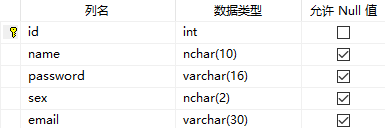 列名 数据类型 允许 Null 值
id int
name nchar(10)
password varchar(16)
sex nchar(2)
email varchar(30)